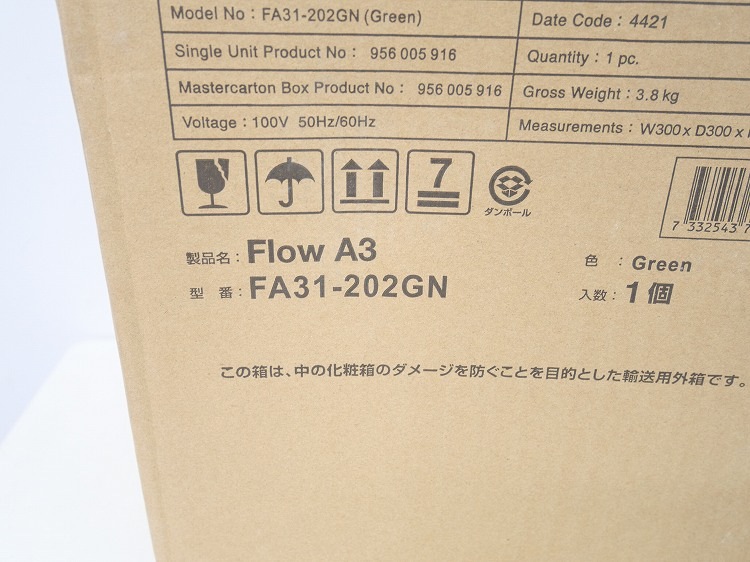 Model No : FA31-202GN (Green)
Date Code : 4421
Single Unit Product No : 956 005 916
Quantity : 1 pc.
Mastercarton Box Product No : 956 005 916
Gross Weight : 3.8 kg
Voltage : 100V 50Hz/60Hz
Measurements : W300 x D300 x
7
ダンボール
7 332543 7
製品名 : Flow A3
色 : Green
型 番 : FA31-202GN
入数 : 1個
この箱は、中の化粧箱のダメージを防ぐことを目的とした輸送用外箱です。